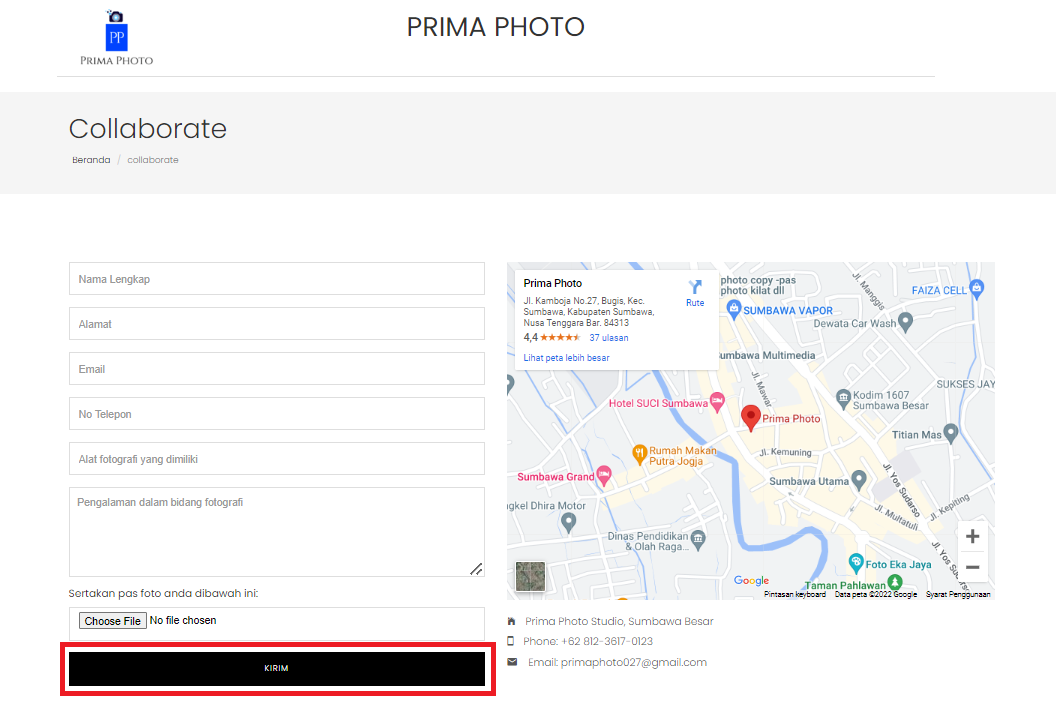 PP
PRIMA PHOTO
PRIMA PHOTO
Collaborate
Beranda / collaborate
Nama Lengkap
Alamat
Email
No Telepon
Alat fotografi yang dimiliki
Pengalaman dalam bidang fotografi
Sertakan pas foto anda dibawah ini:
Choose File No file chosen
KIRIM
Prima Photo
Jl. Kamboja No.27, Bugis, Kec.
Sumbawa, Kabupaten Sumbawa,
Nusa Tenggara Bar. 84313
4,4 37 ulasan
Lihat peta lebih besar
Rute
photo copy -pas
photo kilat dll
Jl. Manggis
FAIZA CELL
SUMBAWA VAPOR
Dewata Car Wash
umbawa Multimedia
Jl. Mawar
SUKSES JAY
Kodim 1607
Sumbawa Besar
Hotel SUCI Sumbawa
Prima Photo
Titian Mas
Rumah Makan
Putra Jogja
Jl. Kemuning
Sumbawa Grand
Sumbawa Utama
Jl. Yos Sudarso
ngkel Dhira Motor
Jl. Kepiting
Jl. Multatuli
Dinas Pendidikan
& Olah Raga...
Jl. Yos Sudarso
Foto Eka Jaya
Taman Pahlawan
+
−
Google
Pintasan keyboard Data peta ©2022 Google Syarat Penggunaan
Prima Photo Studio, Sumbawa Besar
Phone: +62 812-3617-0123
Email: primaphoto027@gmail.com